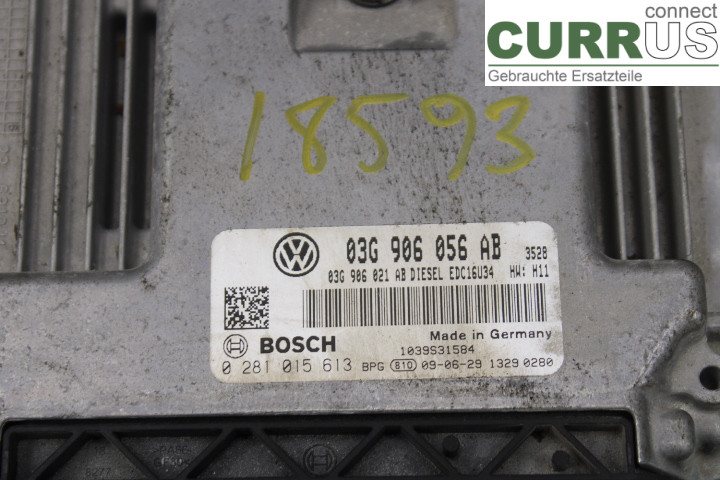 connect
CURRUS
Gebrauchte Ersatzteile
18593
03G 906 056 AB 3528
03G 906 021 AB DIESEL EDC16U34 HW: H11
Made in Germany
BOSCH 1039S31584
0 281 015 613 BPG 810 09-06-29 1329 0280